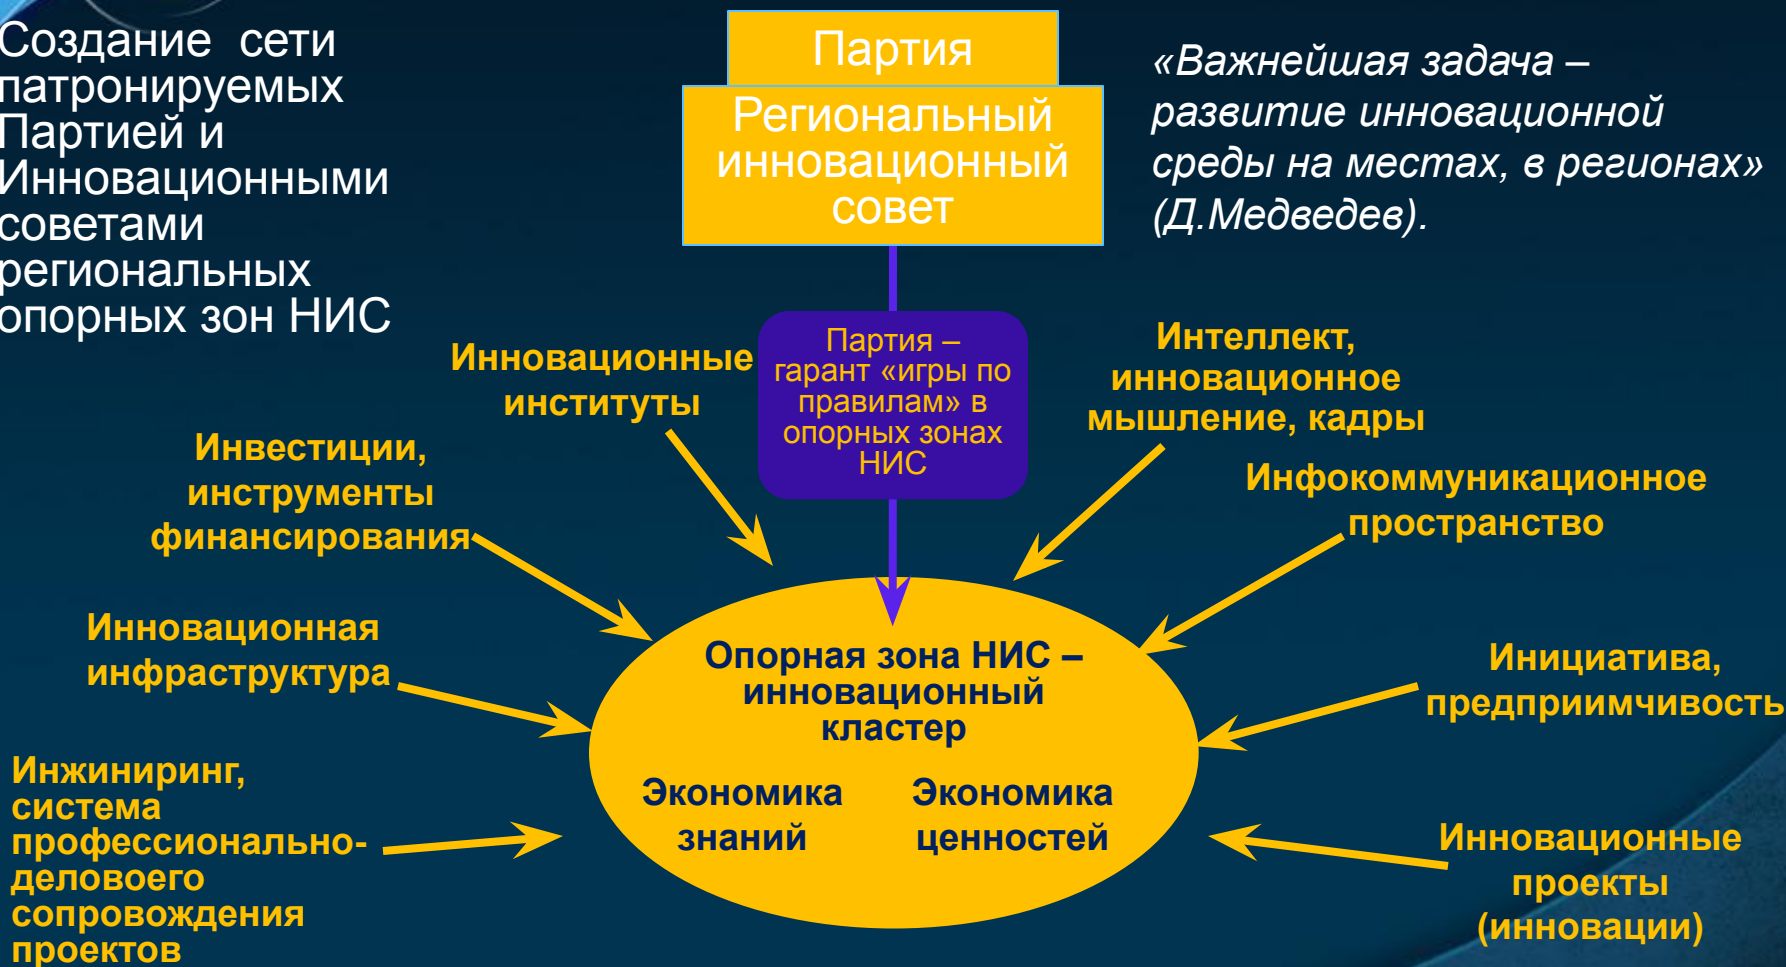 Создание сети
патронируемых
Партией и
Инновационными
советами
региональных
опорных зон НИС
Партия
Региональный
инновационный
совет
«Важнейшая задача –
развитие инновационной
среды на местах, в регионах»
(Д.Медведев).
Партия –
гарант «игры по
правилам» в
опорных зонах
НИС
Инновационные
институты
Интеллект,
инновационное
мышление, кадры
Инвестиции,
инструменты
финансирования
Инфокоммуникационное
пространство
Инновационная
инфраструктура
Инициатива,
предприимчивость
Опорная зона НИС –
инновационный
кластер
Экономика
знаний
Экономика
ценностей
Инжиниринг,
система
профессионально-
деловоего
сопровождения
проектов
Инновационные
проекты
(инновации)